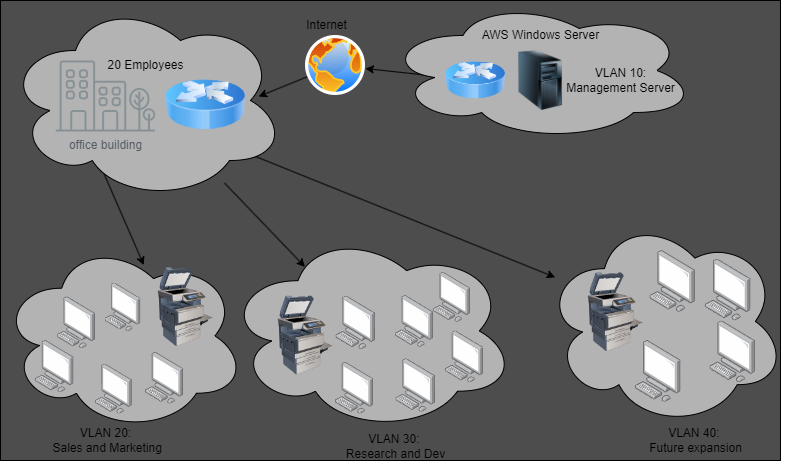 Internet
AWS Windows Server
20 Employees
VLAN 10:
Management Server
office building
VLAN 20:
Sales and Marketing
VLAN 30:
Research and Dev
VLAN 40:
Future expansion